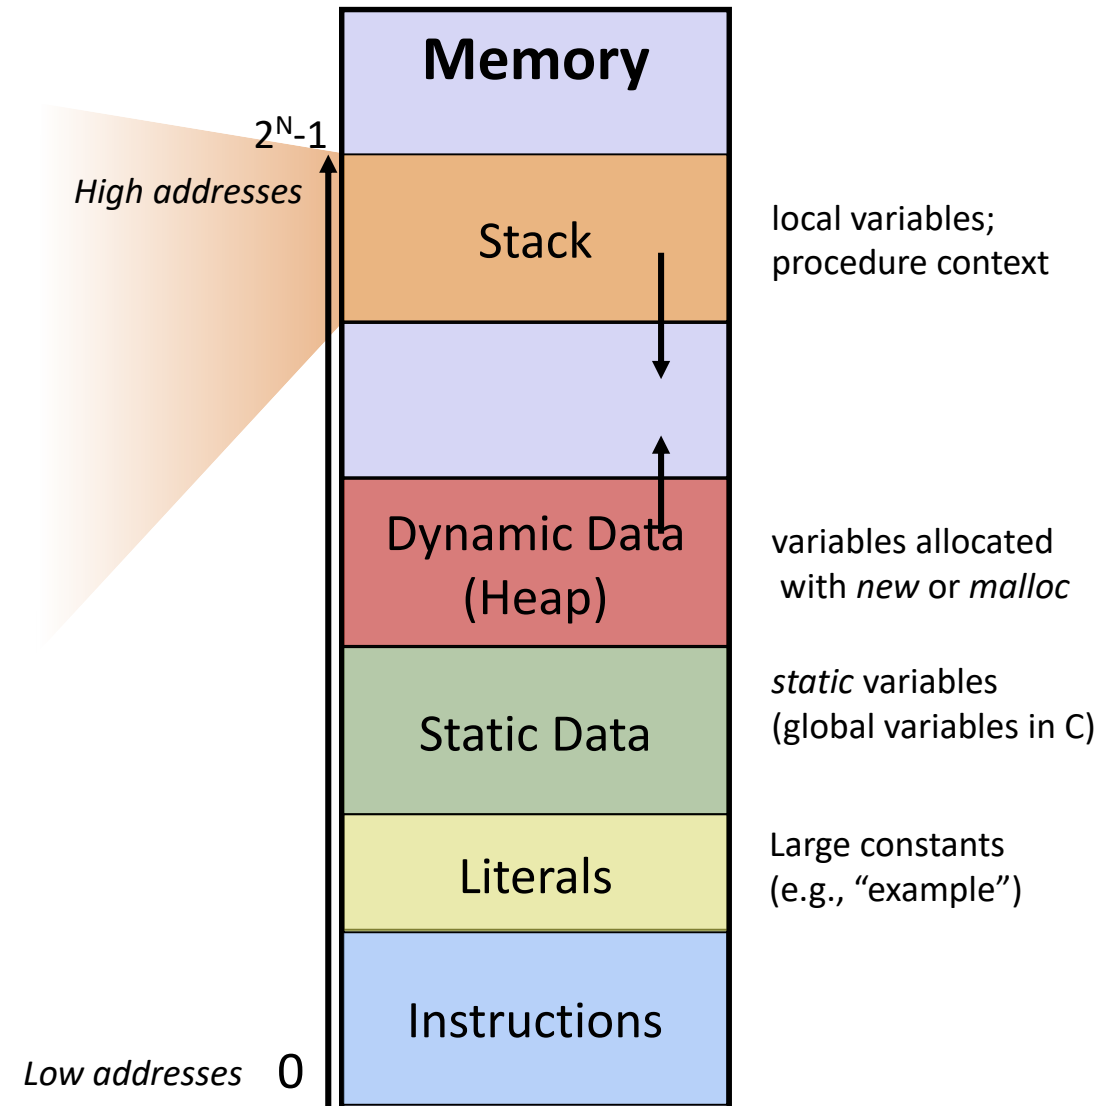 Memory
2ᴺ-1
High addresses
Stack
local variables;
procedure context
Dynamic Data
(Heap)
variables allocated
with new or malloc
static variables
(global variables in C)
Static Data
Large constants
(e.g., “example”)
Literals
Instructions
Low addresses 0